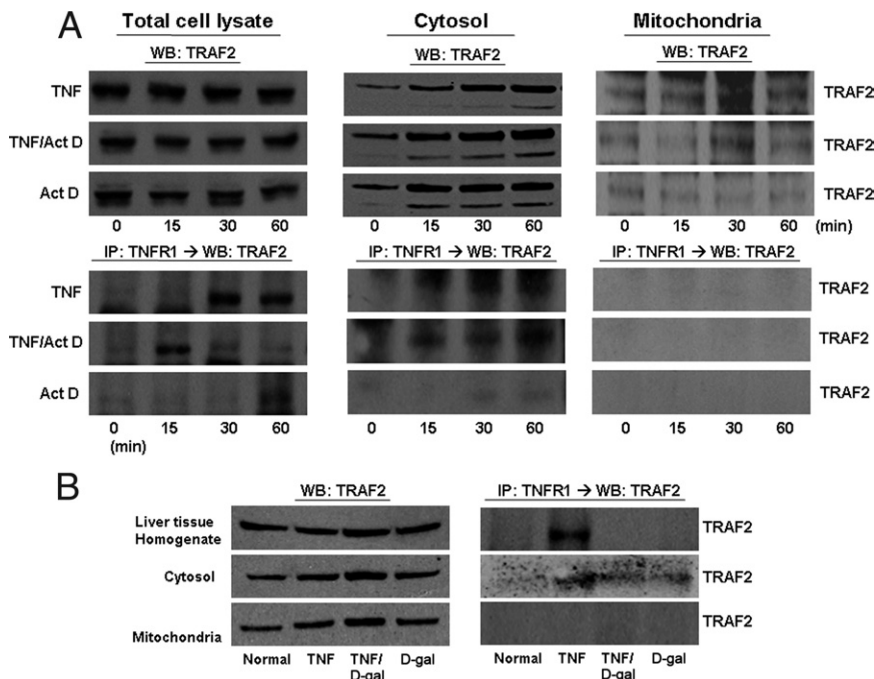 A
Total cell lysate Cytosol Mitochondria
WB: TRAF2 WB: TRAF2
TNF TRAF2
TNF/Act D TRAF2
Act D TRAF2
0 15 30 60 0 15 30 60 0 15 30 60 (min)
IP: TNFR1 → WB: TRAF2 IP: TNFR1 → WB: TRAF2 IP: TNFR1 → WB: TRAF2
TNF TRAF2
TNF/Act D TRAF2
Act D TRAF2
0 15 30 60 0 15 30 60 0 15 30 60
(min)
B
WB: TRAF2 IP: TNFR1 → WB: TRAF2
Liver tissue
Homogenate TRAF2
Cytosol TRAF2
Mitochondria TRAF2
Normal TNF TNF/ D-gal Normal TNF TNF/ D-gal
D-gal D-gal